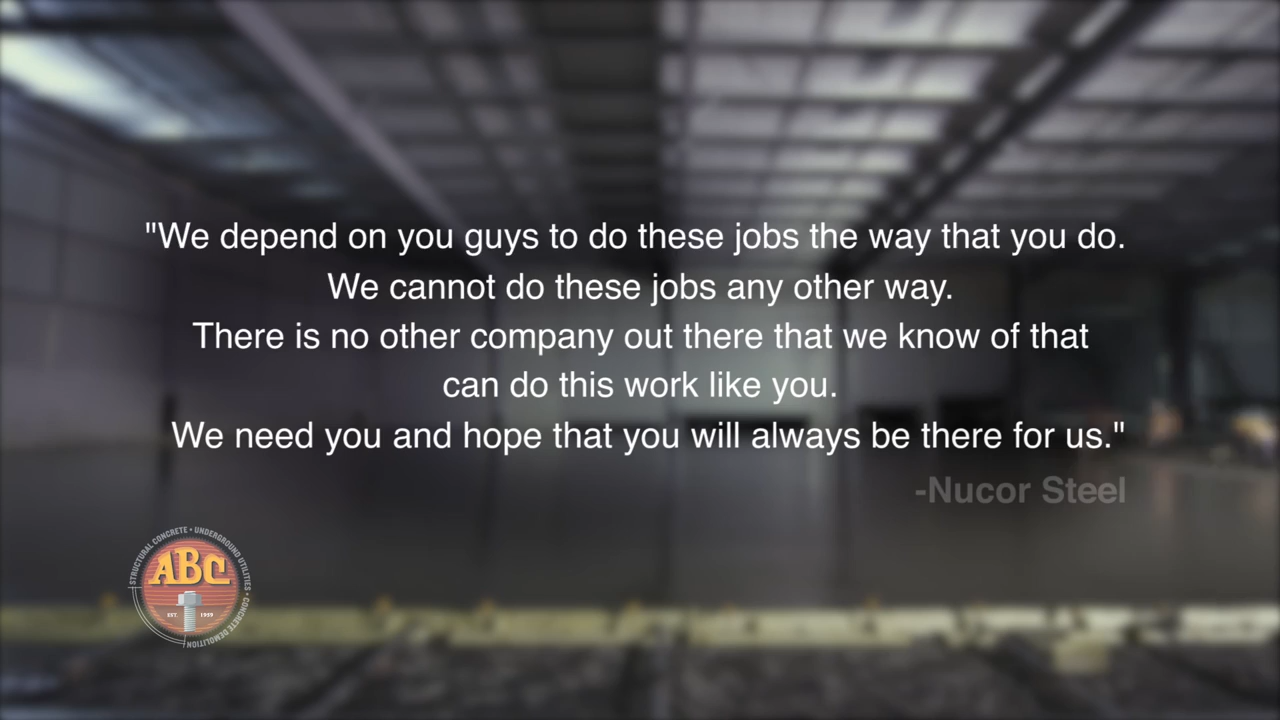 "We depend on you guys to do these jobs the way that you do.
We cannot do these jobs any other way.
There is no other company out there that we know of that
can do this work like you.
We need you and hope that you will always be there for us."
-Nucor Steel
STRUCTURAL CONCRETE • UNDERGROUND UTILITIES • CONCRETE DEMOLITION
ABC
EST. 1959